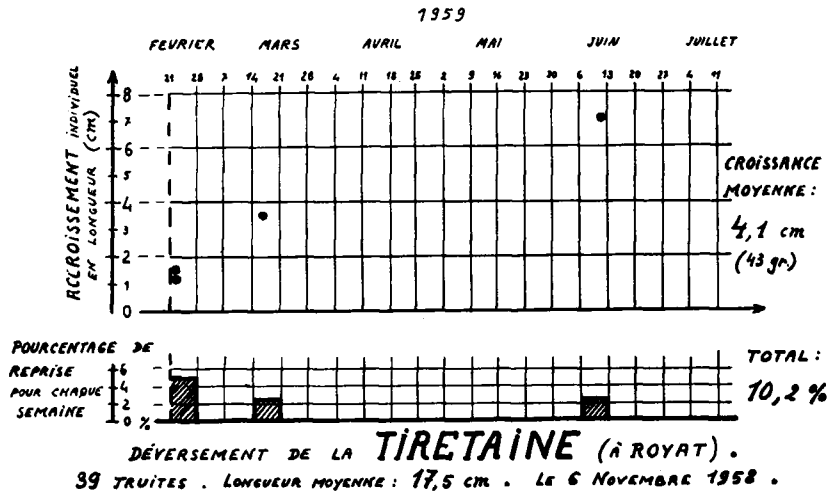 1959
FEVRIER MARS AVRIL MAI JUIN JUILLET
21 28 7 14 21 28 4 11 18 25 2 9 16 23 30 6 13 20 27 4 11
ACCROISSEMENT INDIVIDUEL
EN LONGUEUR (cm)
8
7
6
5
4
3
2
1
0
CROISSANCE
MOYENNE :
4,1 cm
(43 gr.)
POURCENTAGE DE
REPRISE
POUR CHAQUE
SEMAINE
6
4
2
0 %
TOTAL :
10,2 %
DÉVERSEMENT DE LA TIRETAINE (À ROYAT) .
39 TRUITES . LONGUEUR MOYENNE : 17,5 cm . LE 6 NOVEMBRE 1958 .